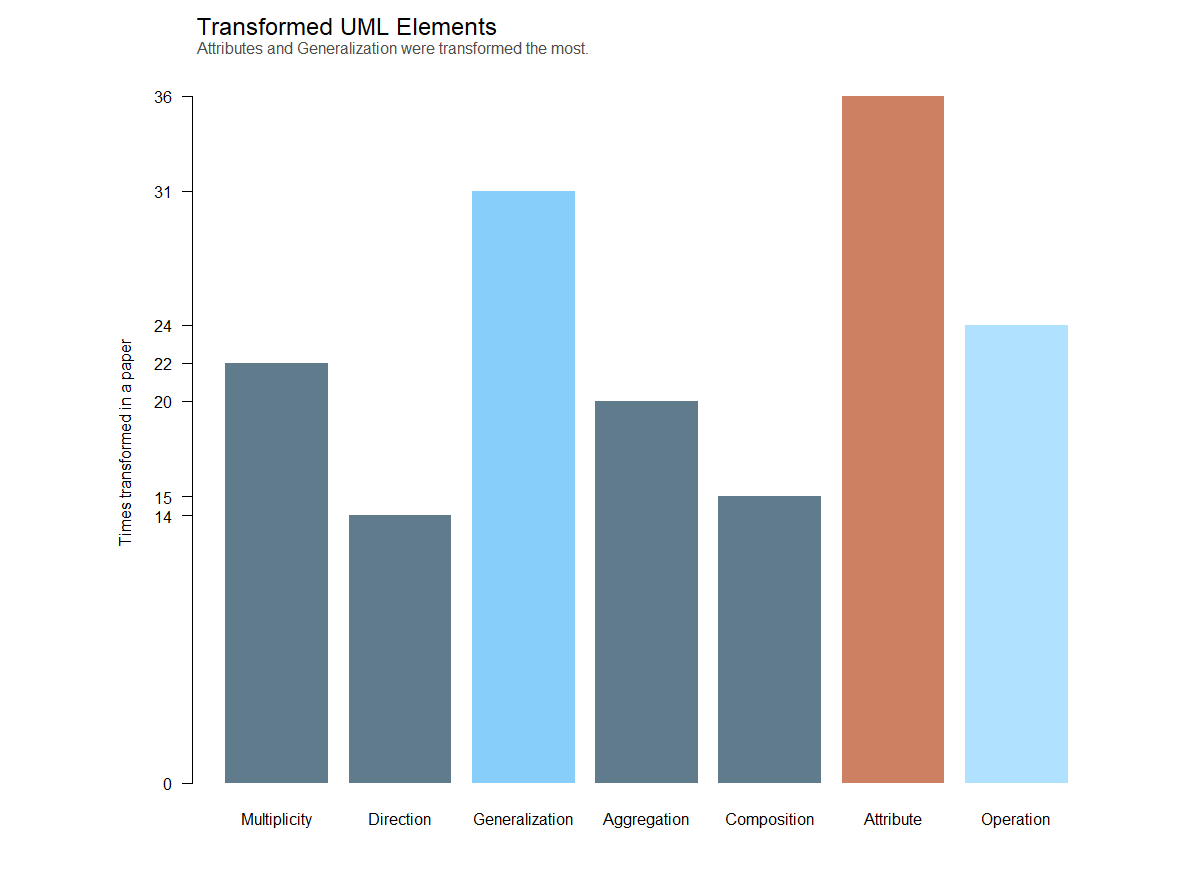 Transformed UML Elements
Attributes and Generalization were transformed the most.
36
31
24
22
20
15
14
0
Times transformed in a paper
Multiplicity Direction Generalization Aggregation Composition Attribute Operation